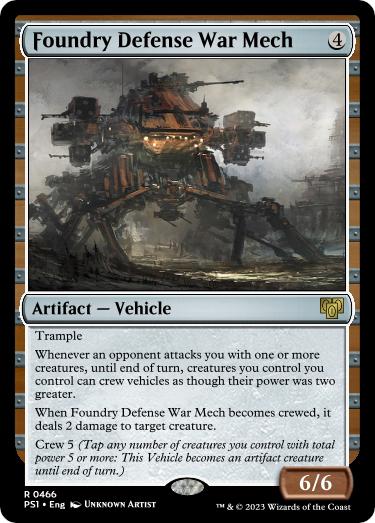 Foundry Defense War Mech 4
Artifact — Vehicle
Trample
Whenever an opponent attacks you with one or more
creatures, until end of turn, creatures you control you
control can crew vehicles as though their power was two
greater.
When Foundry Defense War Mech becomes crewed, it
deals 2 damage to target creature.
Crew 5 (Tap any number of creatures you control with total
power 5 or more: This Vehicle becomes an artifact creature
until end of turn.)
6/6
R 0466
PS1 • Eng Unknown Artist
™ & © 2023 Wizards of the Coast